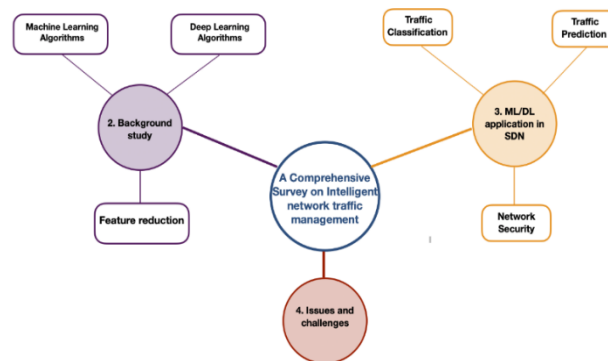 Machine Learning
Algorithms
Deep Learning
Algorithms
Traffic
Classification
Traffic
Prediction
2. Background
study
3. ML/DL
application in
SDN
A Comprehensive
Survey on Intelligent
network traffic
management
Feature reduction
Network
Security
4. Issues and
challenges